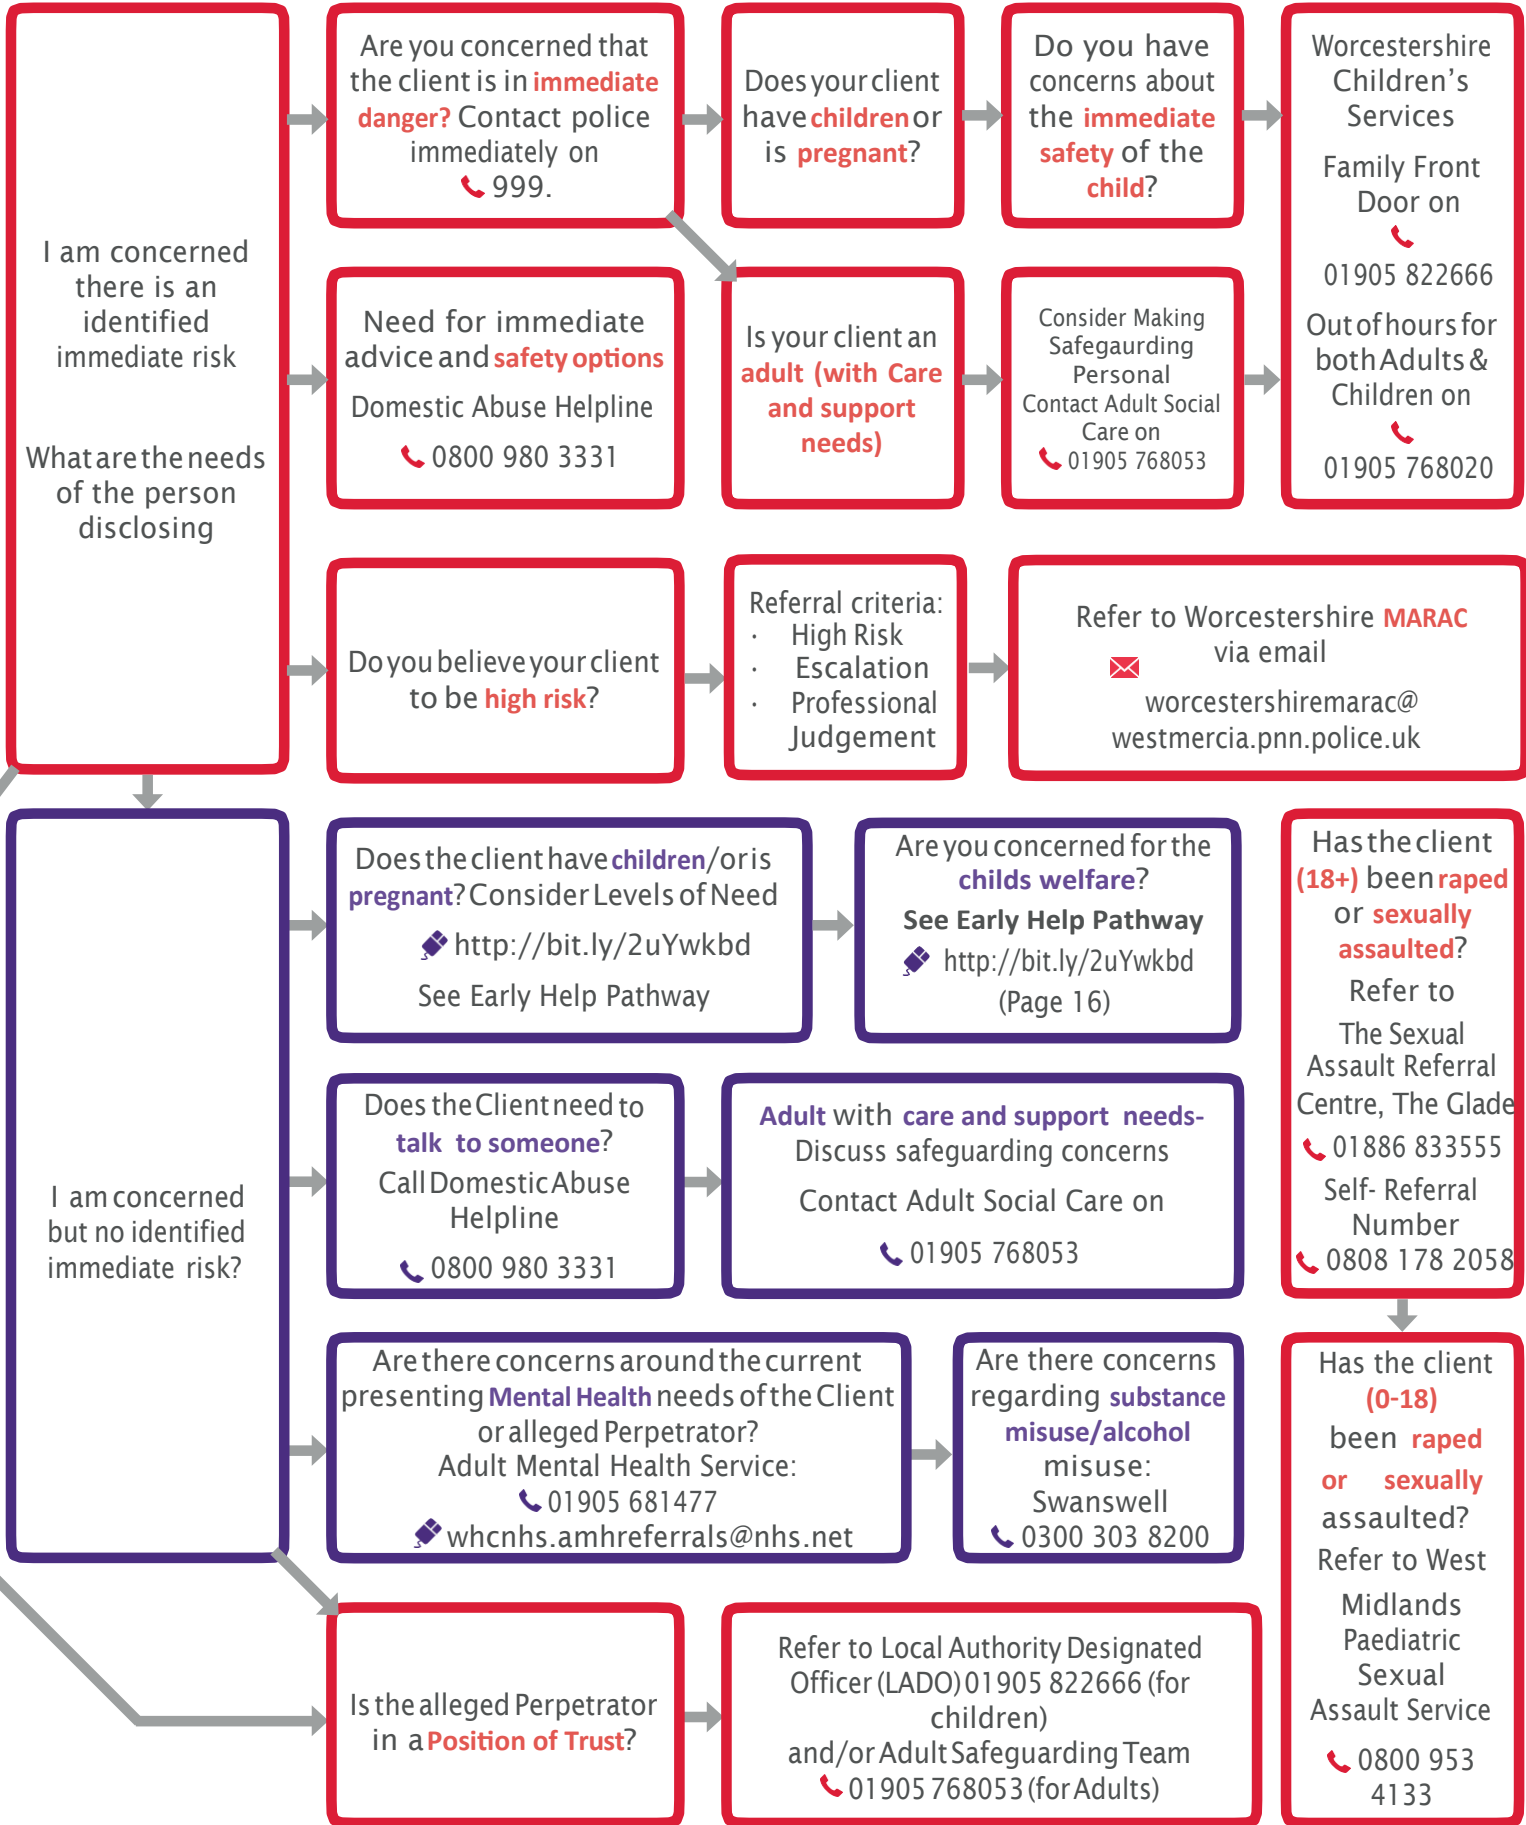 I am concerned
there is an
identified
immediate risk
What are the needs
of the person
disclosing
Are you concerned that
the client is in immediate
danger? Contact police
immediately on
999.
Does your client
have children or
is pregnant?
Do you have
concerns about
the immediate
safety of the
child?
Worcestershire
Children's
Services
Family Front
Door on
01905 822666
Out of hours for
both Adults &
Children on
01905 768020
Need for immediate
advice and safety options
Domestic Abuse Helpline
0800 980 3331
Is your client an
adult (with Care
and support
needs)
Consider Making
Safegaurding
Personal
Contact Adult Social
Care on
01905 768053
Do you believe your client
to be high risk?
Referral criteria:
· High Risk
· Escalation
· Professional
Judgement
Refer to Worcestershire MARAC
via email
worcestershiremarac@
westmercia.pnn.police.uk
I am concerned
but no identified
immediate risk?
Does the client have children/or is
pregnant? Consider Levels of Need
http://bit.ly/2uYwkbd
See Early Help Pathway
Are you concerned for the
childs welfare?
See Early Help Pathway
http://bit.ly/2uYwkbd
(Page 16)
Does the Client need to
talk to someone?
Call Domestic Abuse
Helpline
0800 980 3331
Adult with care and support needs-
Discuss safeguarding concerns
Contact Adult Social Care on
01905 768053
Are there concerns around the current
presenting Mental Health needs of the Client
or alleged Perpetrator?
Adult Mental Health Service:
01905 681477
whcnhs.amhreferrals@nhs.net
Are there concerns
regarding substance
misuse/alcohol
misuse:
Swanswell
0300 303 8200
Has the client
(18+) been raped
or sexually
assaulted?
Refer to
The Sexual
Assault Referral
Centre, The Glade
01886 833555
Self- Referral
Number
0808 178 2058
Has the client
(0-18)
been raped
or sexually
assaulted?
Refer to West
Midlands
Paediatric
Sexual
Assault Service
0800 953
4133
Is the alleged Perpetrator
in a Position of Trust?
Refer to Local Authority Designated
Officer (LADO) 01905 822666 (for
children)
and/or Adult Safeguarding Team
01905 768053 (for Adults)